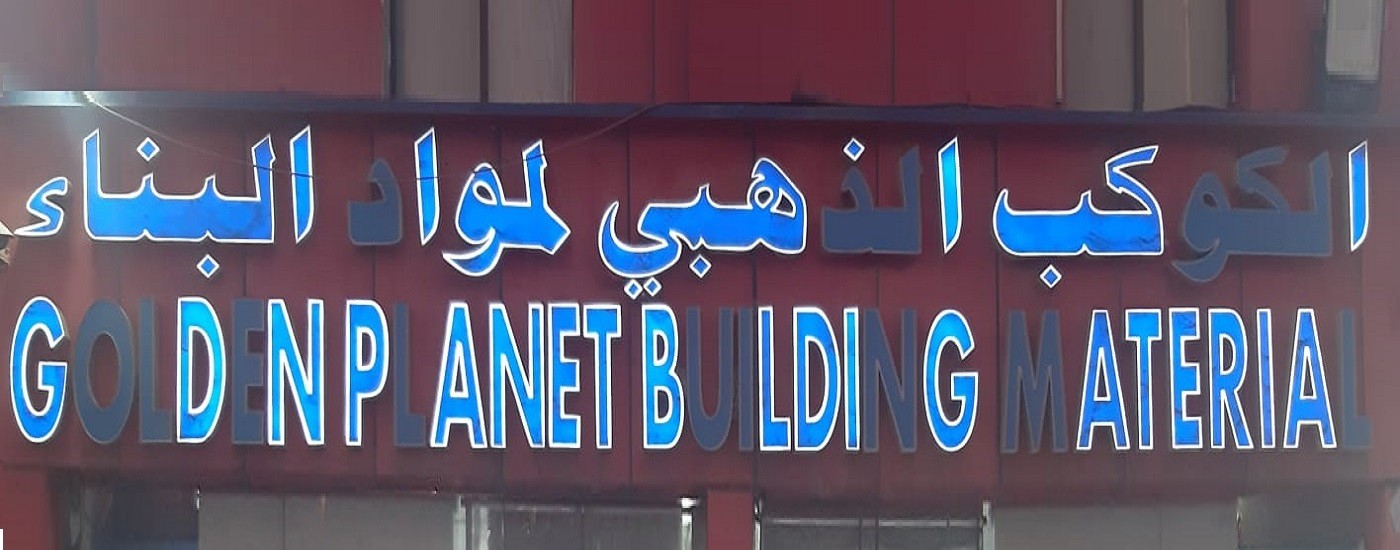 الكوكب الذهبي لمواد البناء
GOLDEN PLANET BUILDING MATERIAL